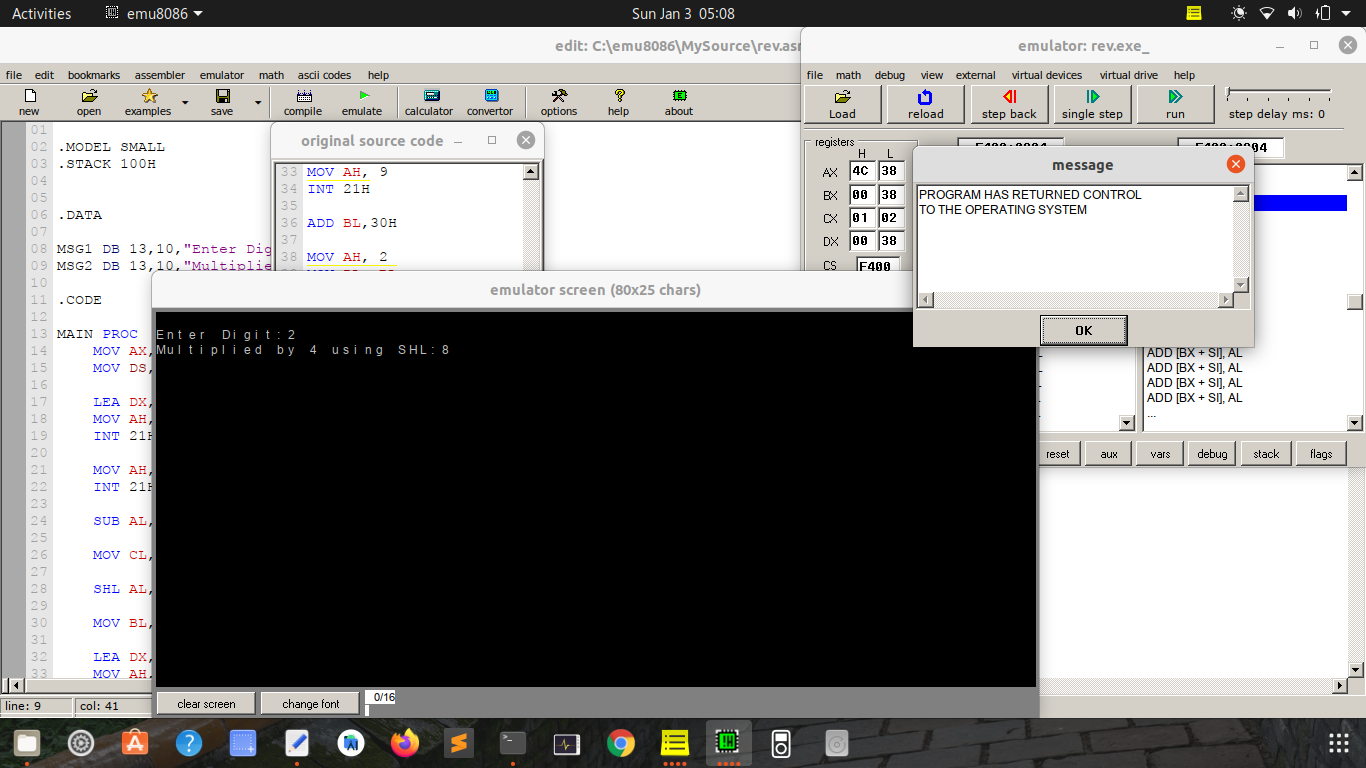 Activities
emu8086
Sun Jan 3 05:08
edit: C:\emu8086\MySource\rev.asm
file edit bookmarks assembler emulator math ascii codes help
new open examples save compile emulate calculator convertor options help about
01
02 .MODEL SMALL
03 .STACK 100H
04
05
06 .DATA
07
08 MSG1 DB 13,10,"Enter Dig
09 MSG2 DB 13,10,"Multiplie
10
11 .CODE
12
13 MAIN PROC
14 MOV AX,
15 MOV DS,
16
17 LEA DX,
18 MOV AH,
19 INT 21H
20
21 MOV AH,
22 INT 21H
23
24 SUB AL,
25
26 MOV CL,
27
28 SHL AL,
29
30 MOV BL,
31
32 LEA DX,
33 MOV AH,
line: 9
col: 41
original source code
33 MOV AH, 9
34 INT 21H
35
36 ADD BL,30H
37
38 MOV AH, 2
emulator: rev.exe_
file math debug view external virtual devices virtual drive help
Load reload step back single step run
step delay ms: 0
registers
H L
AX 4C 38
BX 00 38
CX 01 02
DX 00 38
CS F400
message
PROGRAM HAS RETURNED CONTROL
TO THE OPERATING SYSTEM
OK
ADD [BX + SI], AL
ADD [BX + SI], AL
ADD [BX + SI], AL
ADD [BX + SI], AL
...
reset aux vars debug stack flags
emulator screen (80x25 chars)
Enter Digit:2
Multiplied by 4 using SHL:8
clear screen
change font
0/16